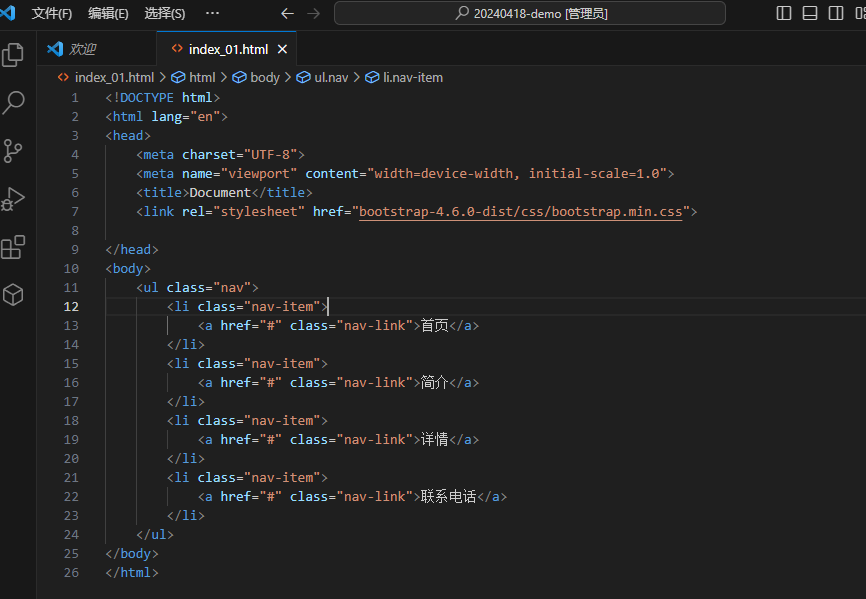 文件(F) 编辑(E) 选择(S) ··· 20240418-demo [管理员]
欢迎 index_01.html
index_01.html > html > body > ul.nav > li.nav-item
1 <!DOCTYPE html>
2 <html lang="en">
3 <head>
4 <meta charset="UTF-8">
5 <meta name="viewport" content="width=device-width, initial-scale=1.0">
6 <title>Document</title>
7 <link rel="stylesheet" href="bootstrap-4.6.0-dist/css/bootstrap.min.css">
8
9 </head>
10 <body>
11 <ul class="nav">
12 <li class="nav-item">
13 <a href="#" class="nav-link">首页</a>
14 </li>
15 <li class="nav-item">
16 <a href="#" class="nav-link">简介</a>
17 </li>
18 <li class="nav-item">
19 <a href="#" class="nav-link">详情</a>
20 </li>
21 <li class="nav-item">
22 <a href="#" class="nav-link">联系电话</a>
23 </li>
24 </ul>
25 </body>
26 </html>